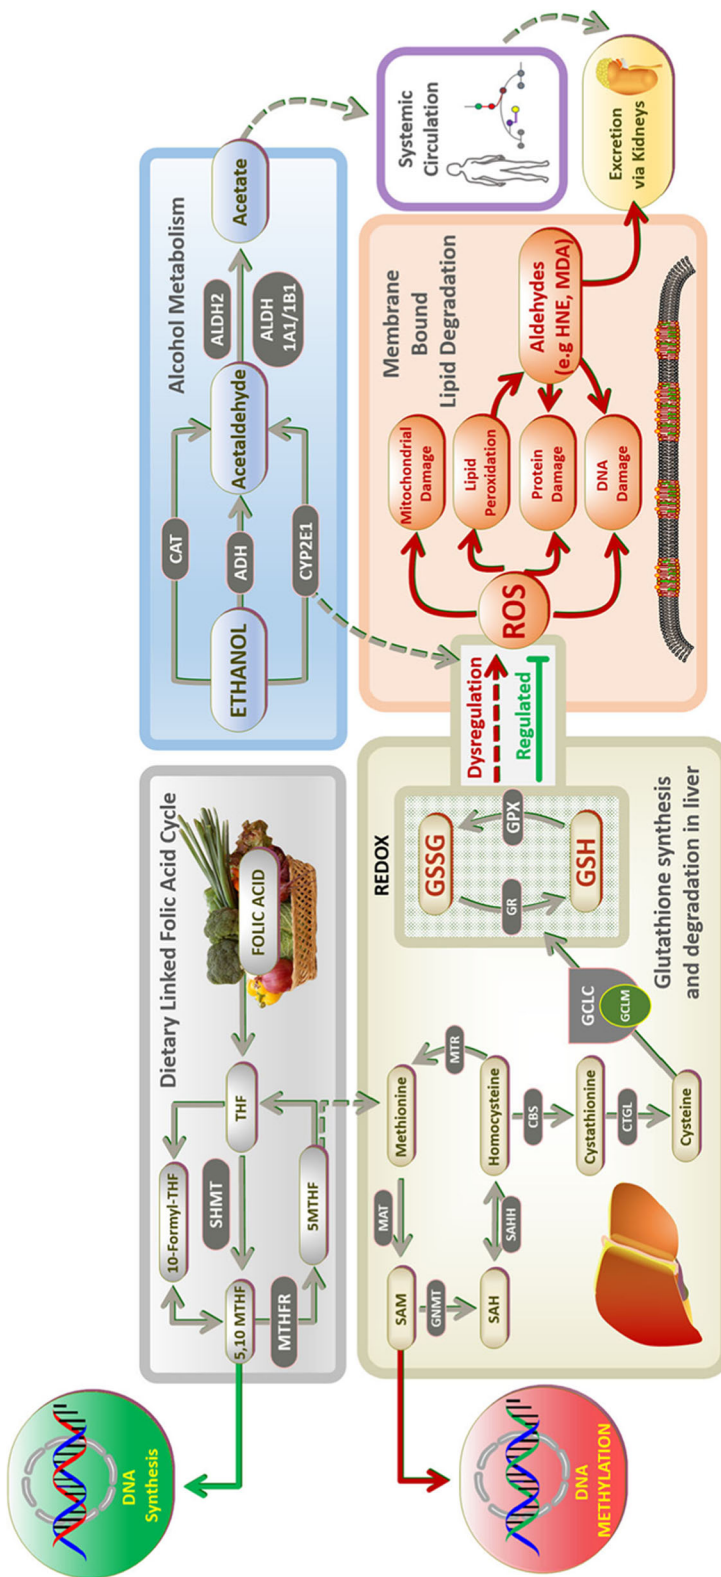 DNA
Synthesis
Dietary Linked Folic Acid Cycle
10-Formyl-THF
THF
FOLIC ACID
SHMT
5,10 MTHF
MTHFR
5MTHF
Alcohol Metabolism
CAT
ETHANOL
ADH
Acetaldehyde
ALDH2
ALDH
1A1/1B1
Acetate
CYP2E1
Systemic
Circulation
Excretion
via Kidneys
DNA
METHYLATION
SAM
MAT
Methionine
GNMT
MTR
SAH
SAHH
Homocysteine
CBS
Cystathionine
CTGL
Cysteine
GCLC
GCLM
REDOX
GSSG
GR
GPX
GSH
Glutathione synthesis
and degradation in liver
Dysregulation
Regulated
ROS
Membrane
Bound
Lipid Degradation
Mitochondrial
Damage
Lipid
Peroxidation
Protein
Damage
DNA
Damage
Aldehydes
(e.g HNE, MDA)